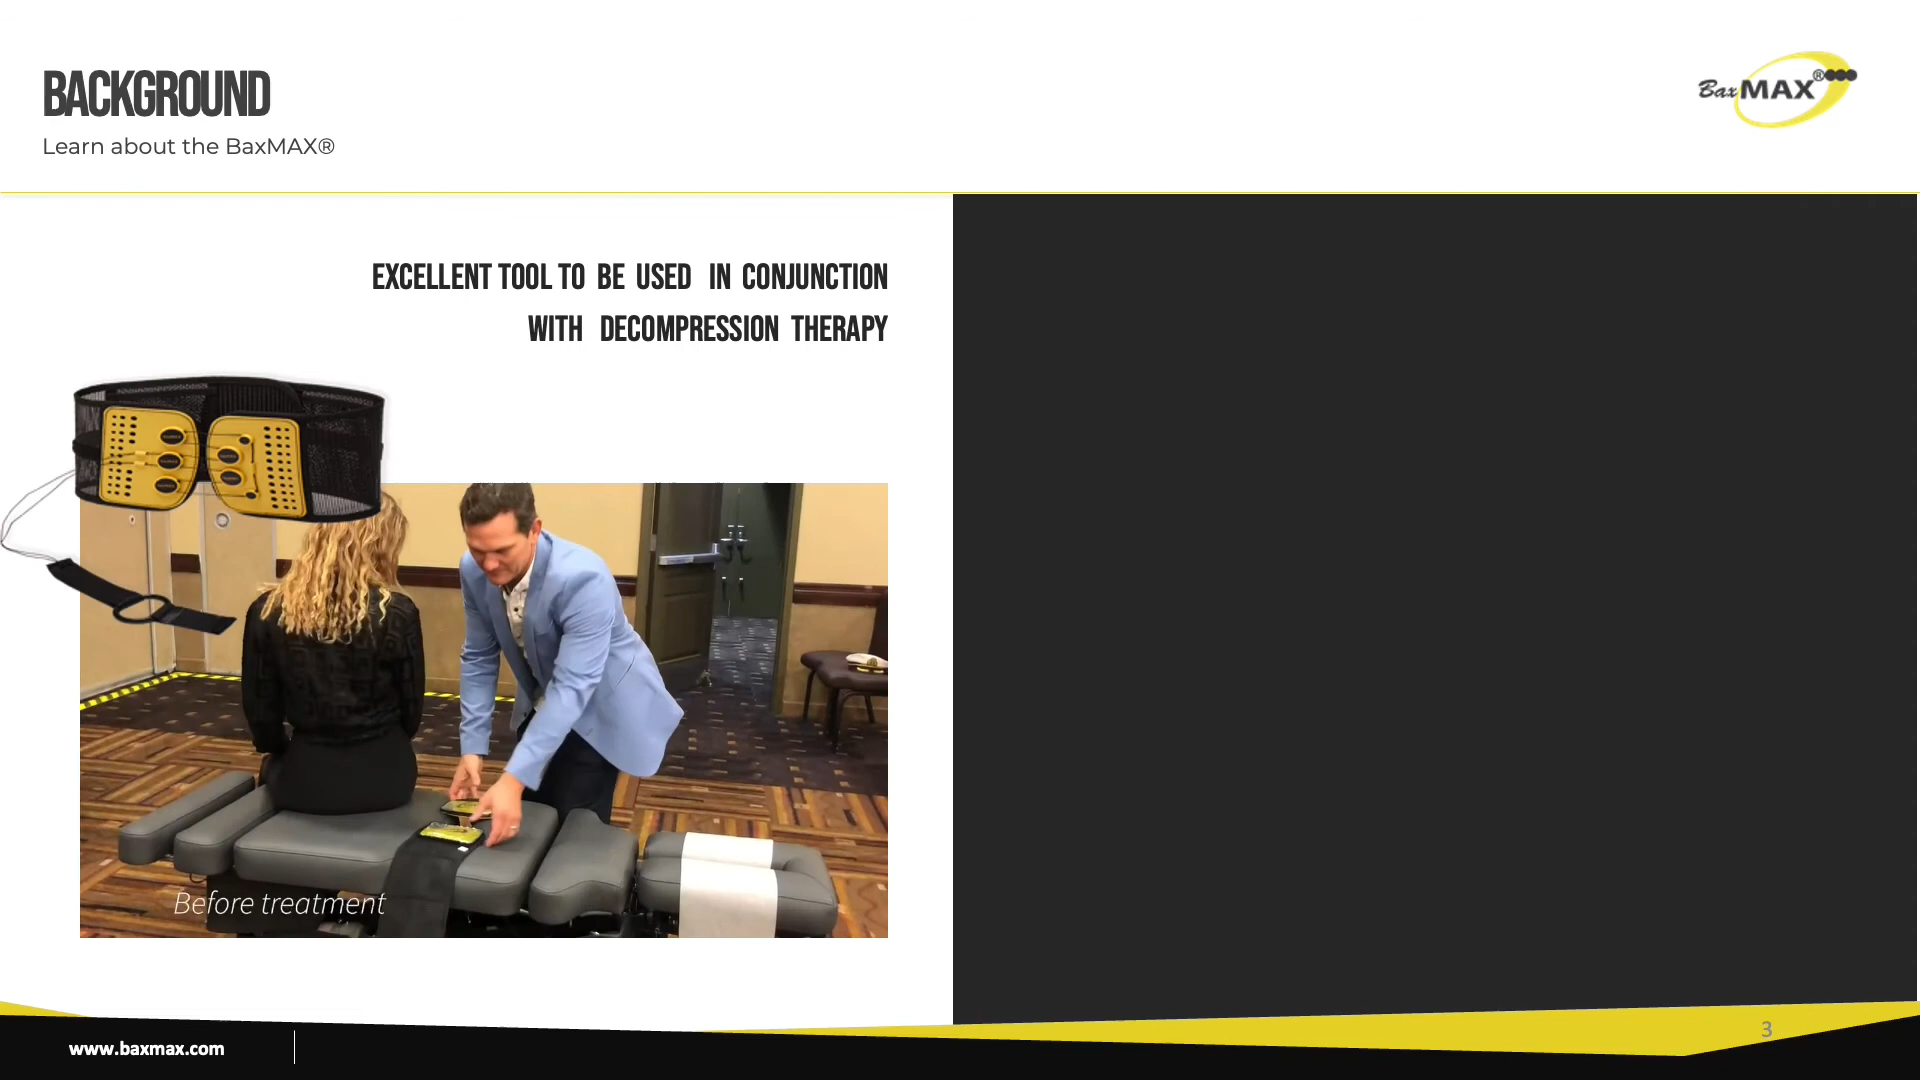 BACKGROUND
Learn about the BaxMAX®
BaxMAX®
EXCELLENT TOOL TO BE USED IN CONJUNCTION
WITH DECOMPRESSION THERAPY
Before treatment
www.baxmax.com
3